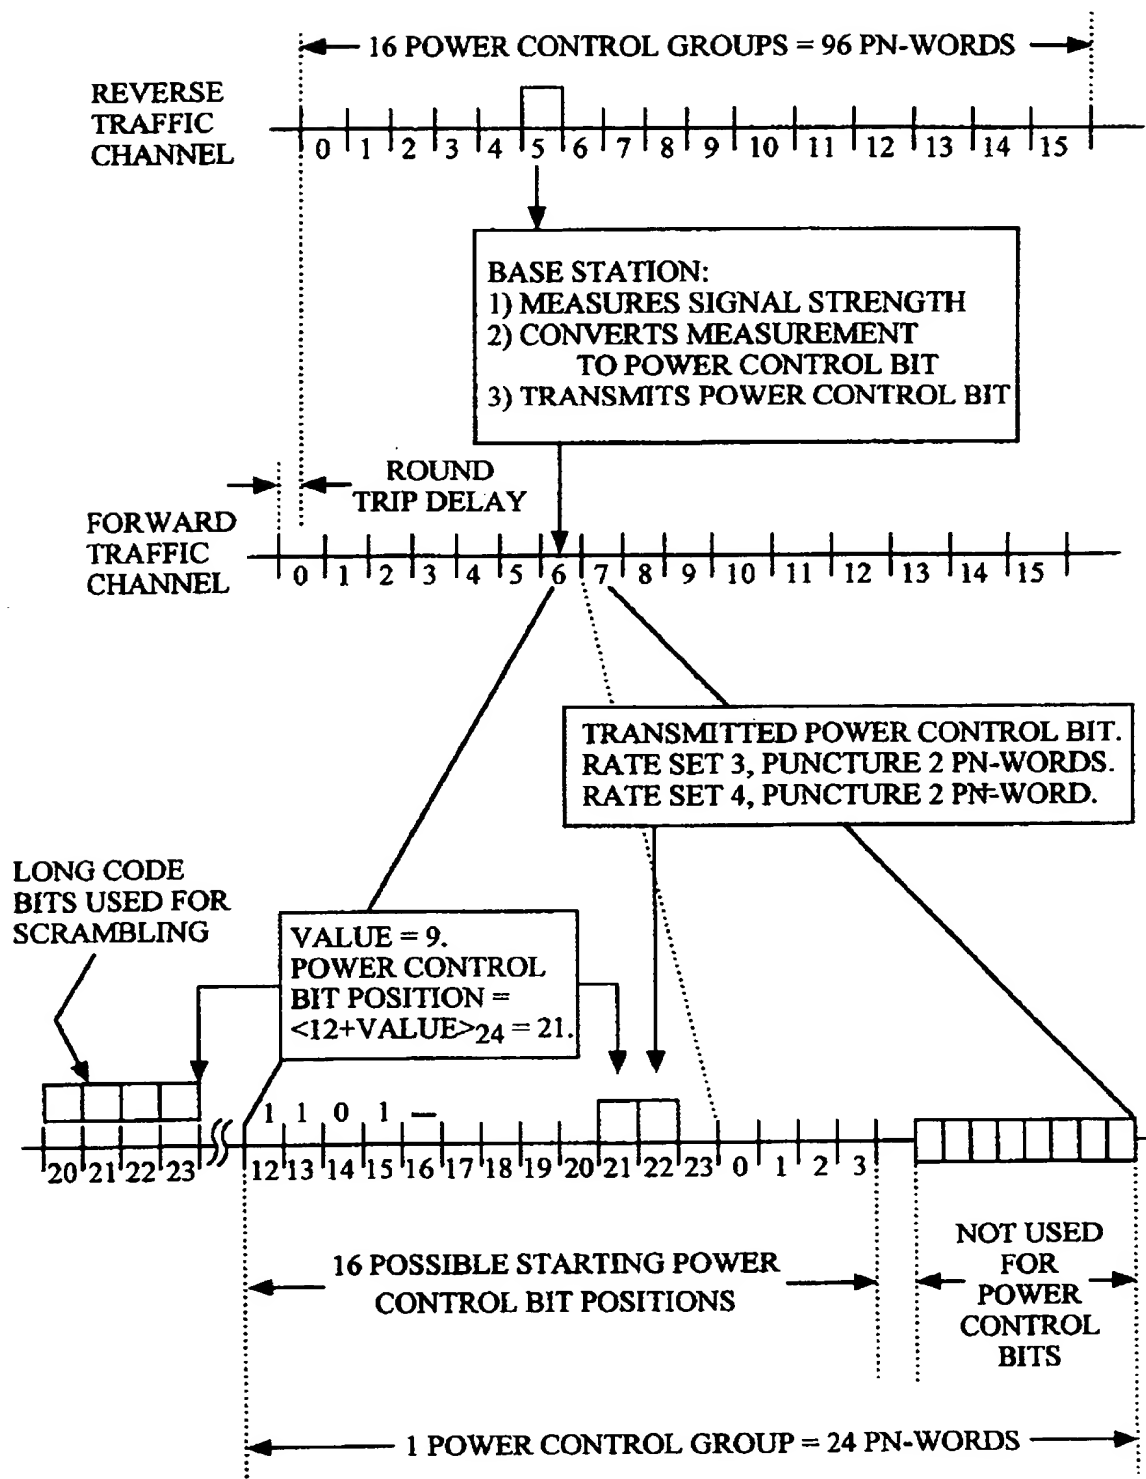 16 POWER CONTROL GROUPS = 96 PN-WORDS
REVERSE
TRAFFIC
CHANNEL
0 1 2 3 4 5 6 7 8 9 10 11 12 13 14 15
BASE STATION:
1) MEASURES SIGNAL STRENGTH
2) CONVERTS MEASUREMENT
TO POWER CONTROL BIT
3) TRANSMITS POWER CONTROL BIT
ROUND
TRIP DELAY
FORWARD
TRAFFIC
CHANNEL
0 1 2 3 4 5 6 7 8 9 10 11 12 13 14 15
TRANSMITTED POWER CONTROL BIT.
RATE SET 3, PUNCTURE 2 PN-WORDS.
RATE SET 4, PUNCTURE 2 PN-WORD.
LONG CODE
BITS USED FOR
SCRAMBLING
VALUE = 9.
POWER CONTROL
BIT POSITION =
<12+VALUE>24 = 21.
1 1 0 1 —
20 21 22 23 12 13 14 15 16 17 18 19 20 21 22 23 0 1 2 3
16 POSSIBLE STARTING POWER
CONTROL BIT POSITIONS
NOT USED
FOR
POWER
CONTROL
BITS
1 POWER CONTROL GROUP = 24 PN-WORDS